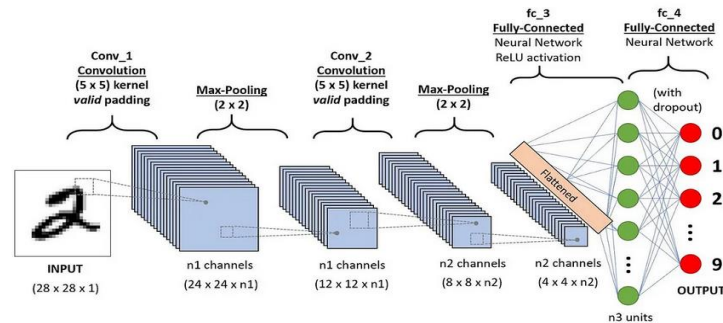 fc_3
Fully-Connected
Neural Network
ReLU activation
fc_4
Fully-Connected
Neural Network
Conv_1
Convolution
(5 x 5) kernel
valid padding
Max-Pooling
(2 x 2)
Conv_2
Convolution
(5 x 5) kernel
valid padding
Max-Pooling
(2 x 2)
(with
dropout)
2
Flattened
0
1
2
9
INPUT
(28 x 28 x 1)
n1 channels
(24 x 24 x n1)
n1 channels
(12 x 12 x n1)
n2 channels
(8 x 8 x n2)
n2 channels
(4 x 4 x n2)
n3 units
OUTPUT